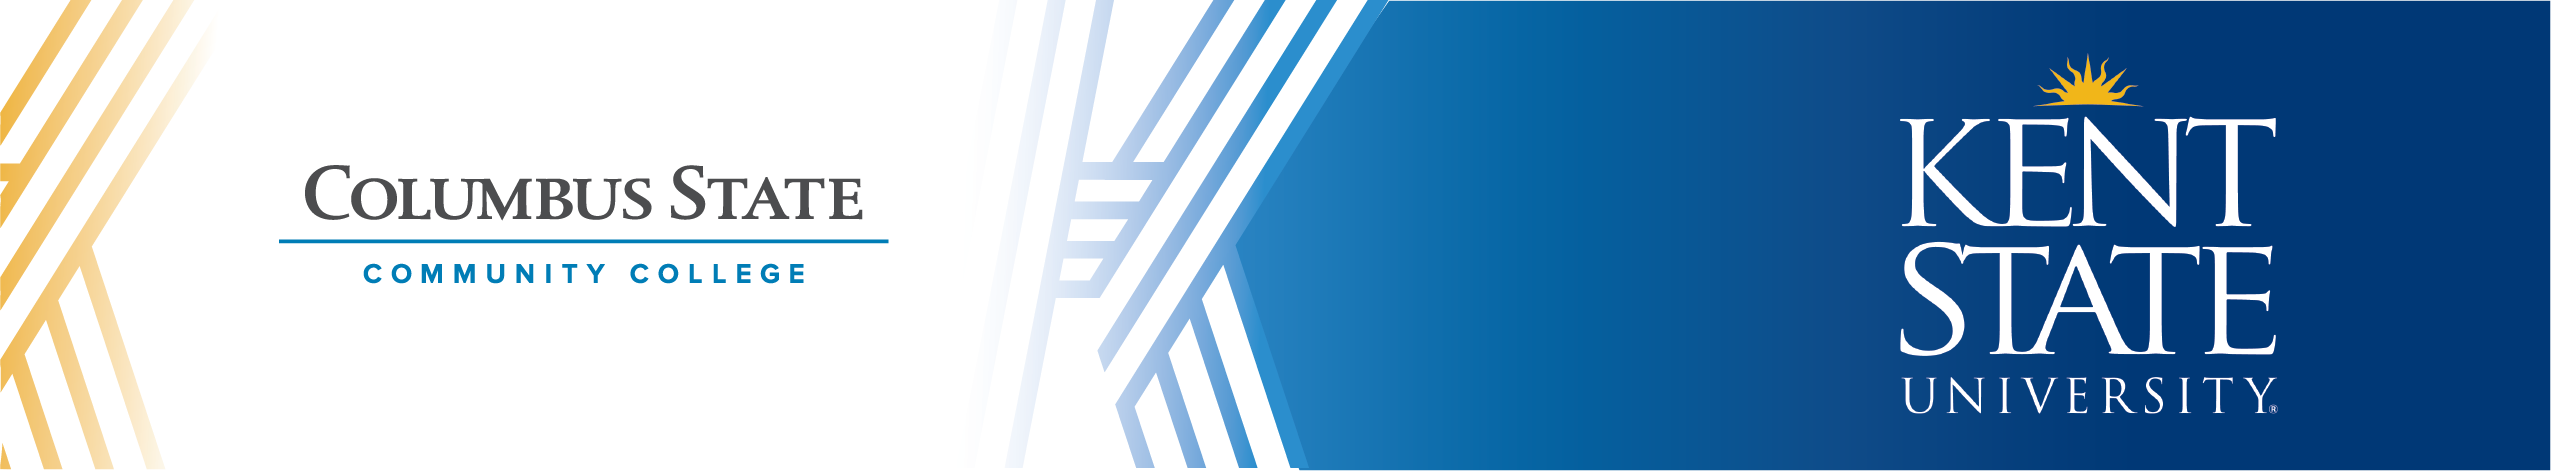 COLUMBUS STATE
COMMUNITY COLLEGE
KENT
STATE
UNIVERSITY®